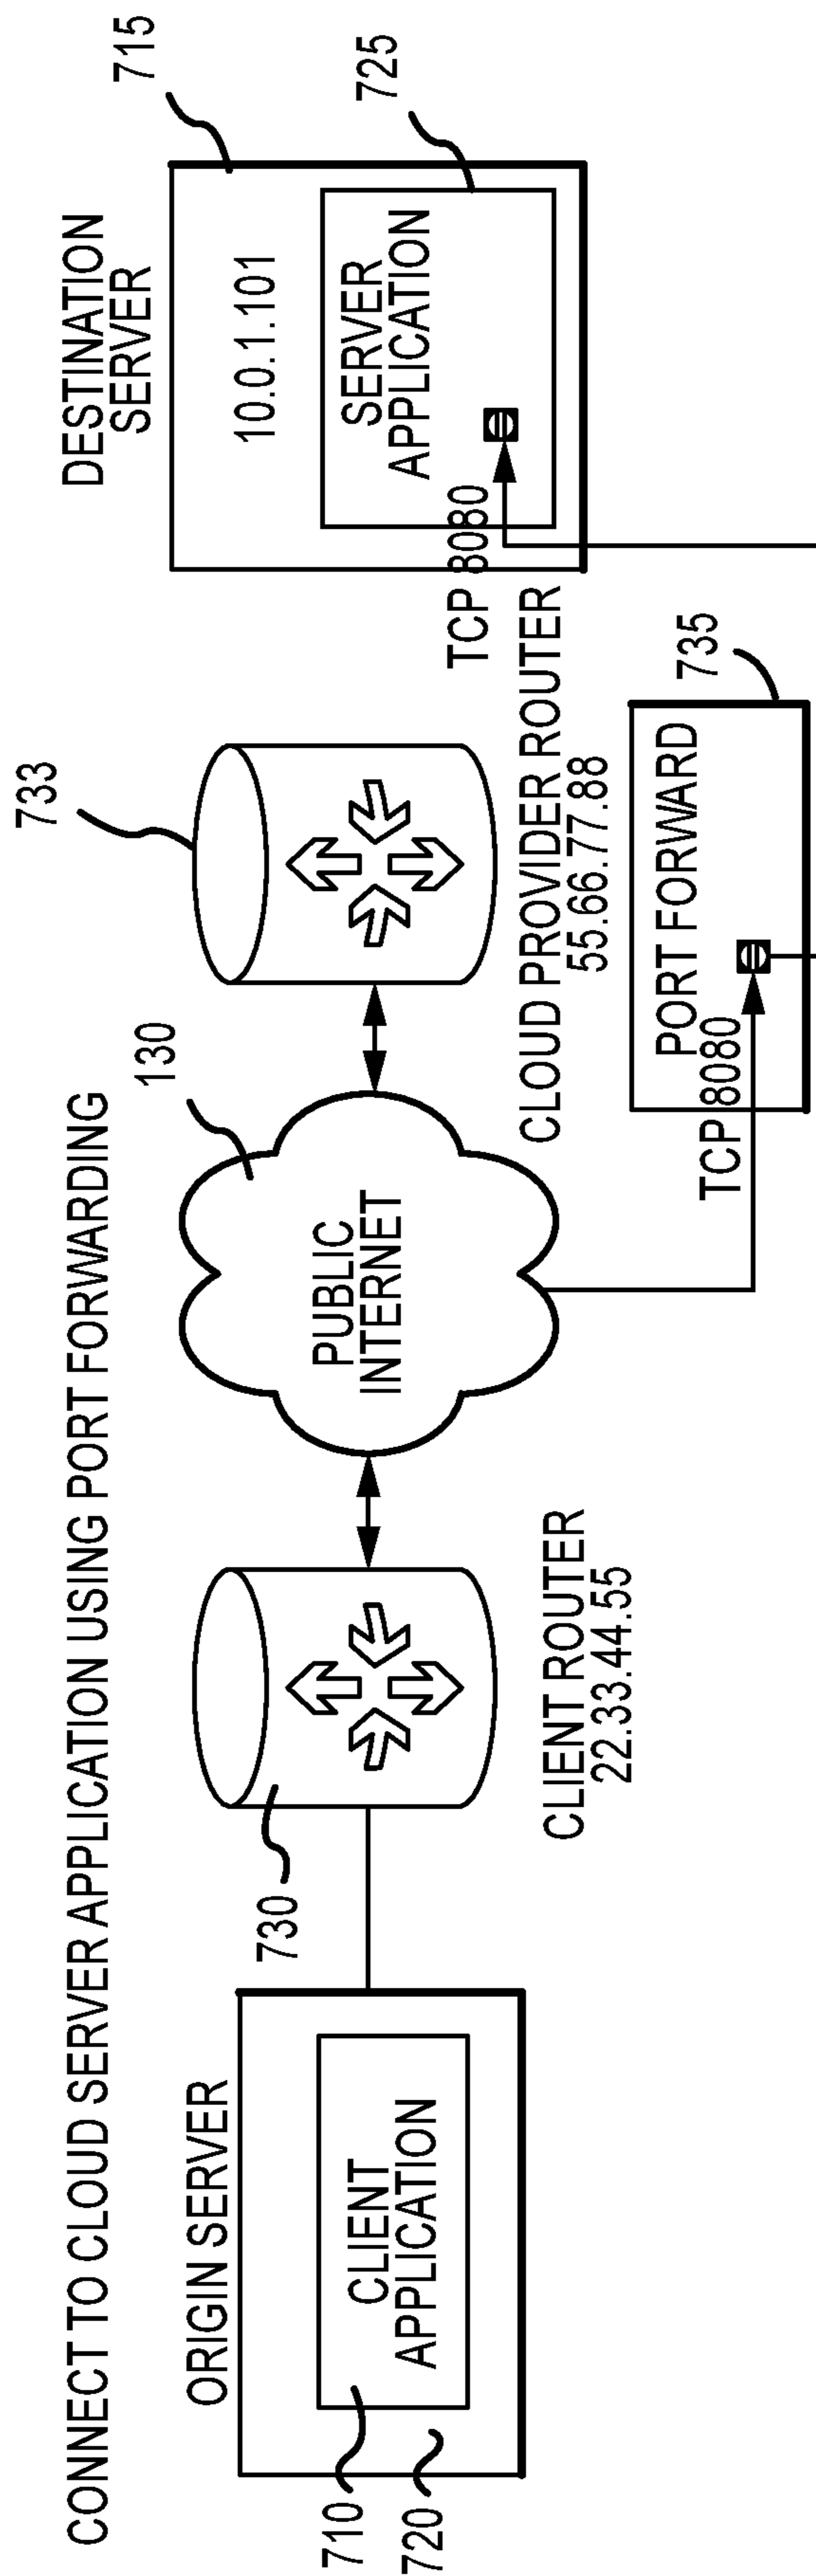 CONNECT TO CLOUD SERVER APPLICATION USING PORT FORWARDING
ORIGIN SERVER
CLIENT
APPLICATION
710
720
730
CLIENT ROUTER
22.33.44.55
PUBLIC
INTERNET
130
733
CLOUD PROVIDER ROUTER
55.66.77.88
TCP 8080
PORT FORWARD
735
DESTINATION
SERVER
715
10.0.1.101
SERVER
APPLICATION
725
TCP 8080